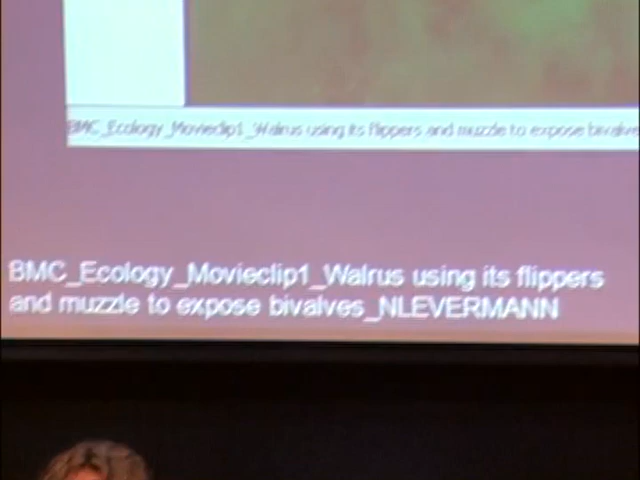 BMC_Ecology_Movieclip1_Walrus using its flippers and muzzle to expose bivalve
BMC_Ecology_Movieclip1_Walrus using its flippers
and muzzle to expose bivalves_NLEVERMANN